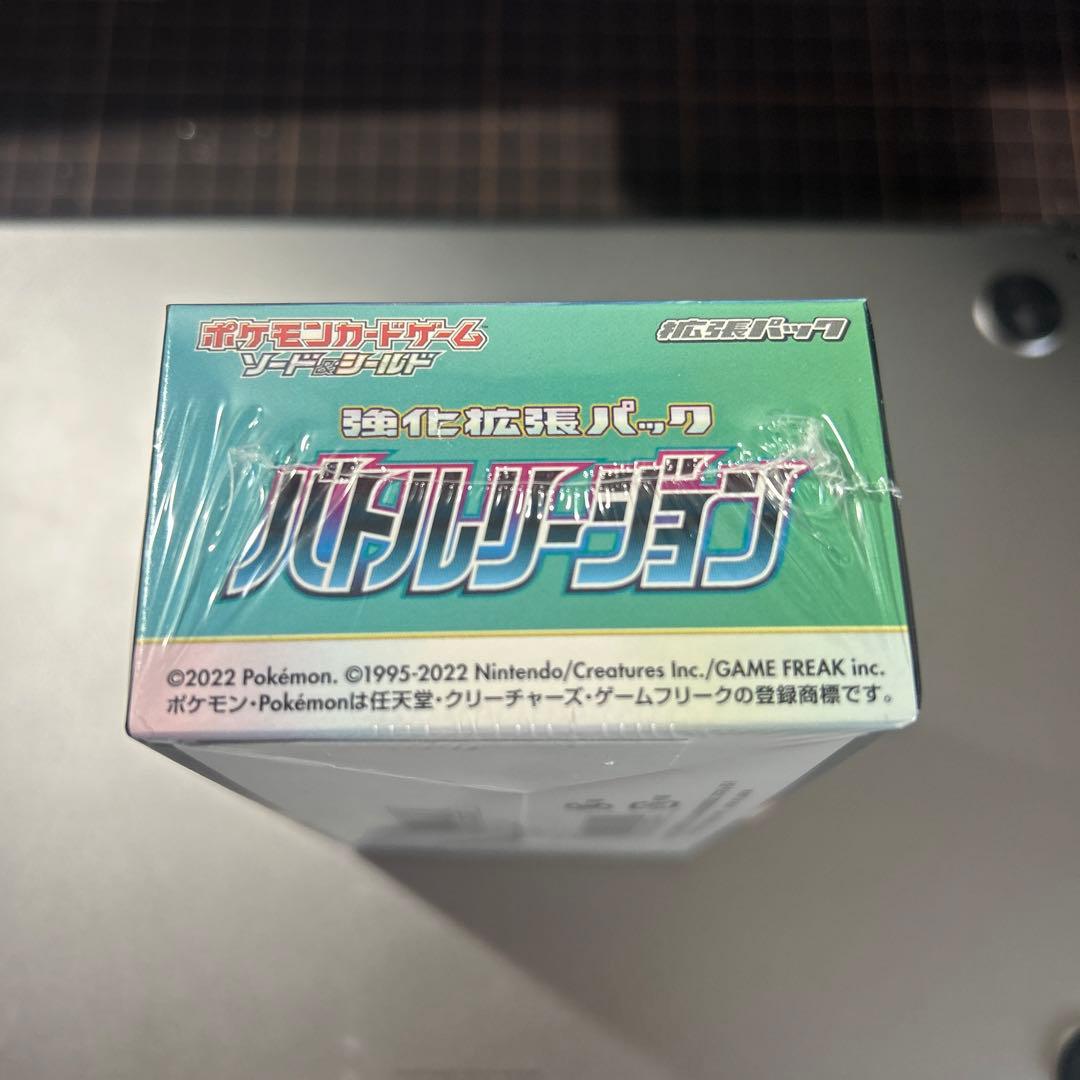 ポケモンカードゲーム
ソード&シールド
拡張パック
強化拡張パック
バトルリージョン
©2022 Pokémon. ©1995-2022 Nintendo/Creatures Inc./GAME FREAK inc.
ポケモン・Pokémonは任天堂・クリーチャーズ・ゲームフリークの登録商標です。